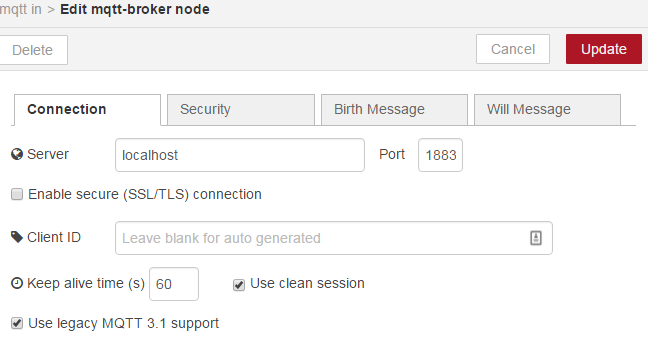 mqtt in > Edit mqtt-broker node
Delete Cancel Update
Connection Security Birth Message Will Message
Server localhost Port 1883
Enable secure (SSL/TLS) connection
Client ID Leave blank for auto generated
Keep alive time (s) 60 Use clean session
Use legacy MQTT 3.1 support